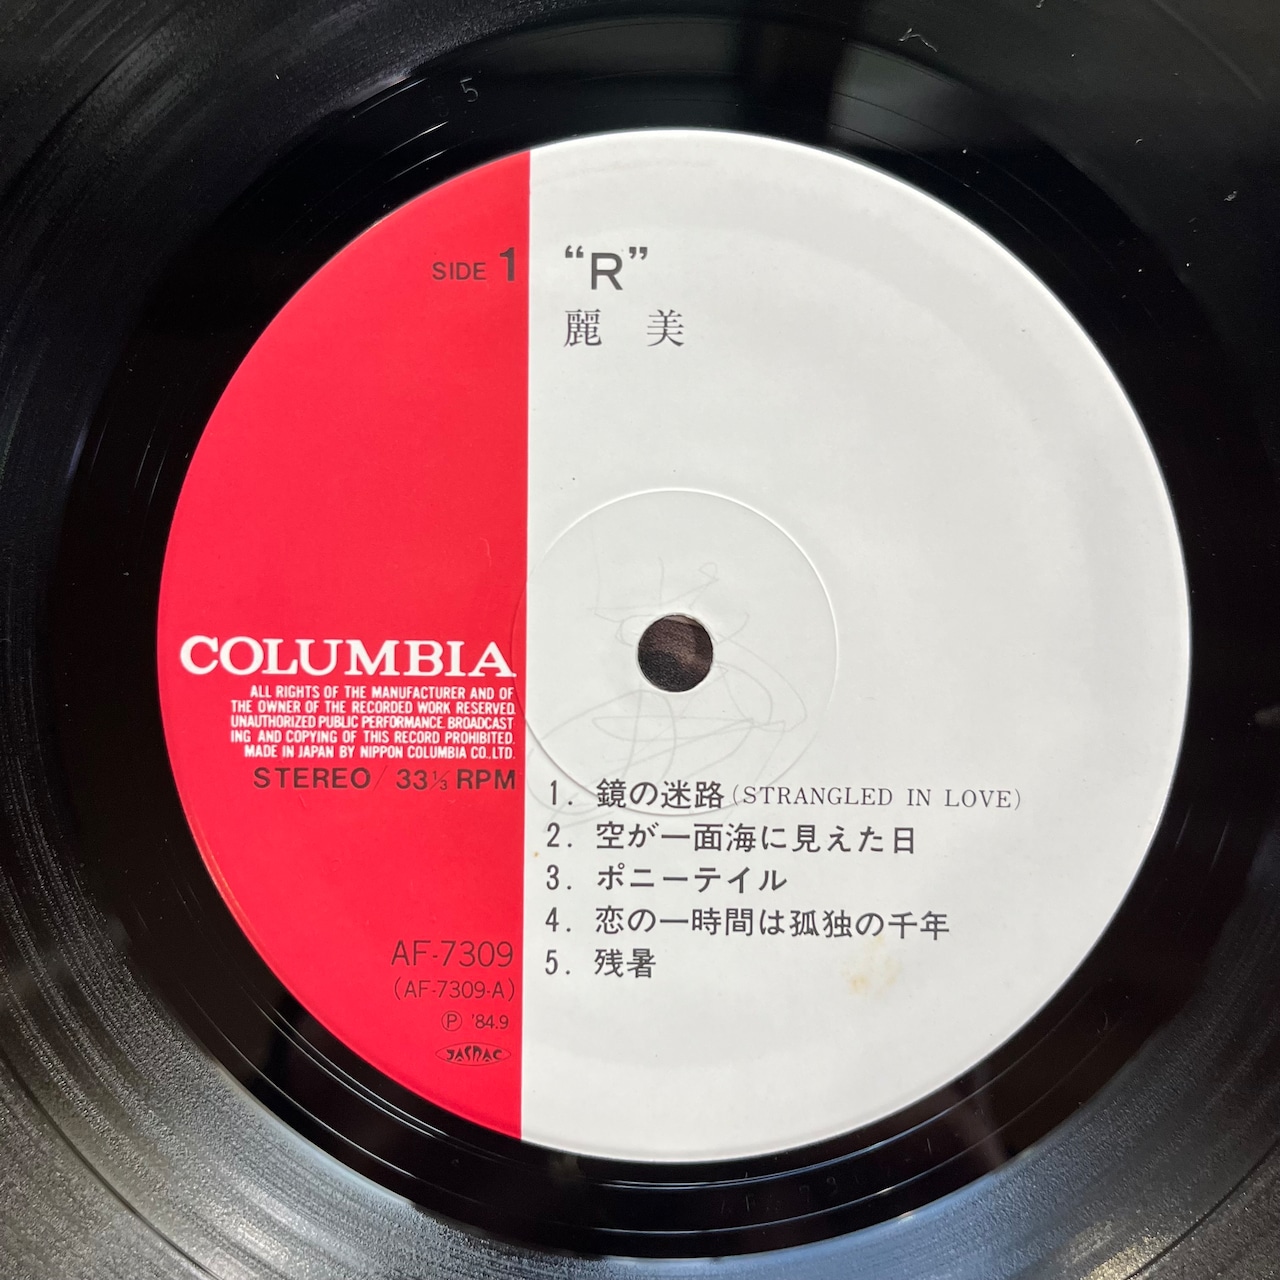 SIDE 1
“R”
麗美
COLUMBIA
ALL RIGHTS OF THE MANUFACTURER AND OF
THE OWNER OF THE RECORDED WORK RESERVED.
UNAUTHORIZED PUBLIC PERFORMANCE. BROADCAST
ING AND COPYING OF THIS RECORD PROHIBITED.
MADE IN JAPAN BY NIPPON COLUMBIA CO.,LTD.
STEREO/ 33⅓ RPM
1. 鏡の迷路(STRANGLED IN LOVE)
2. 空が一面海に見えた日
3. ポニーテイル
4. 恋の一時間は孤独の千年
5. 残暑
AF-7309
(AF-7309-A)
Ⓟ '84.9
JASRAC